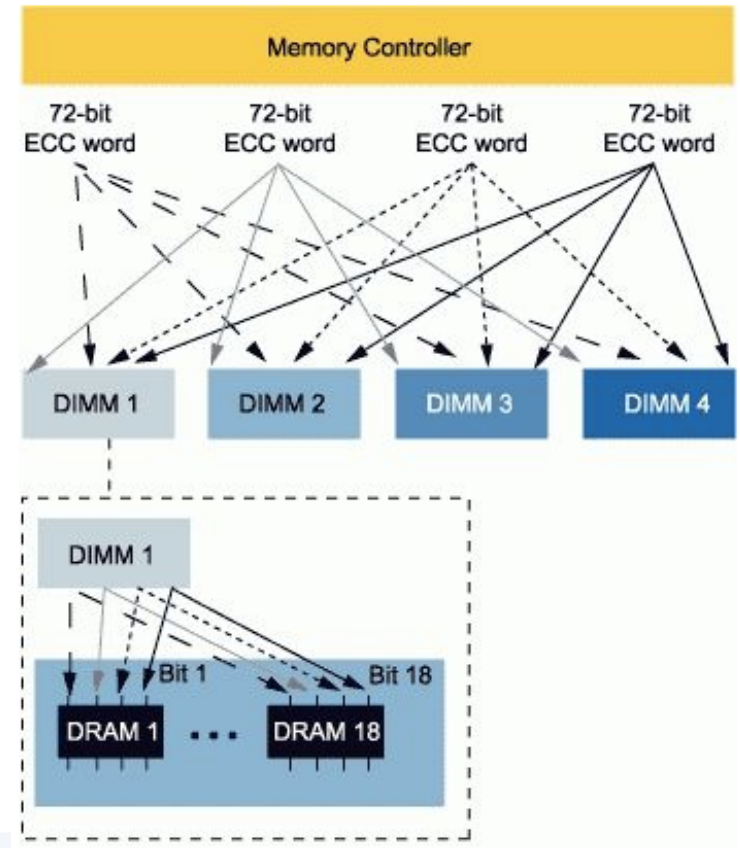 Memory Controller
72-bit 72-bit 72-bit 72-bit
ECC word ECC word ECC word ECC word
DIMM 1 DIMM 2 DIMM 3 DIMM 4
DIMM 1
Bit 1 Bit 18
DRAM 1 DRAM 18